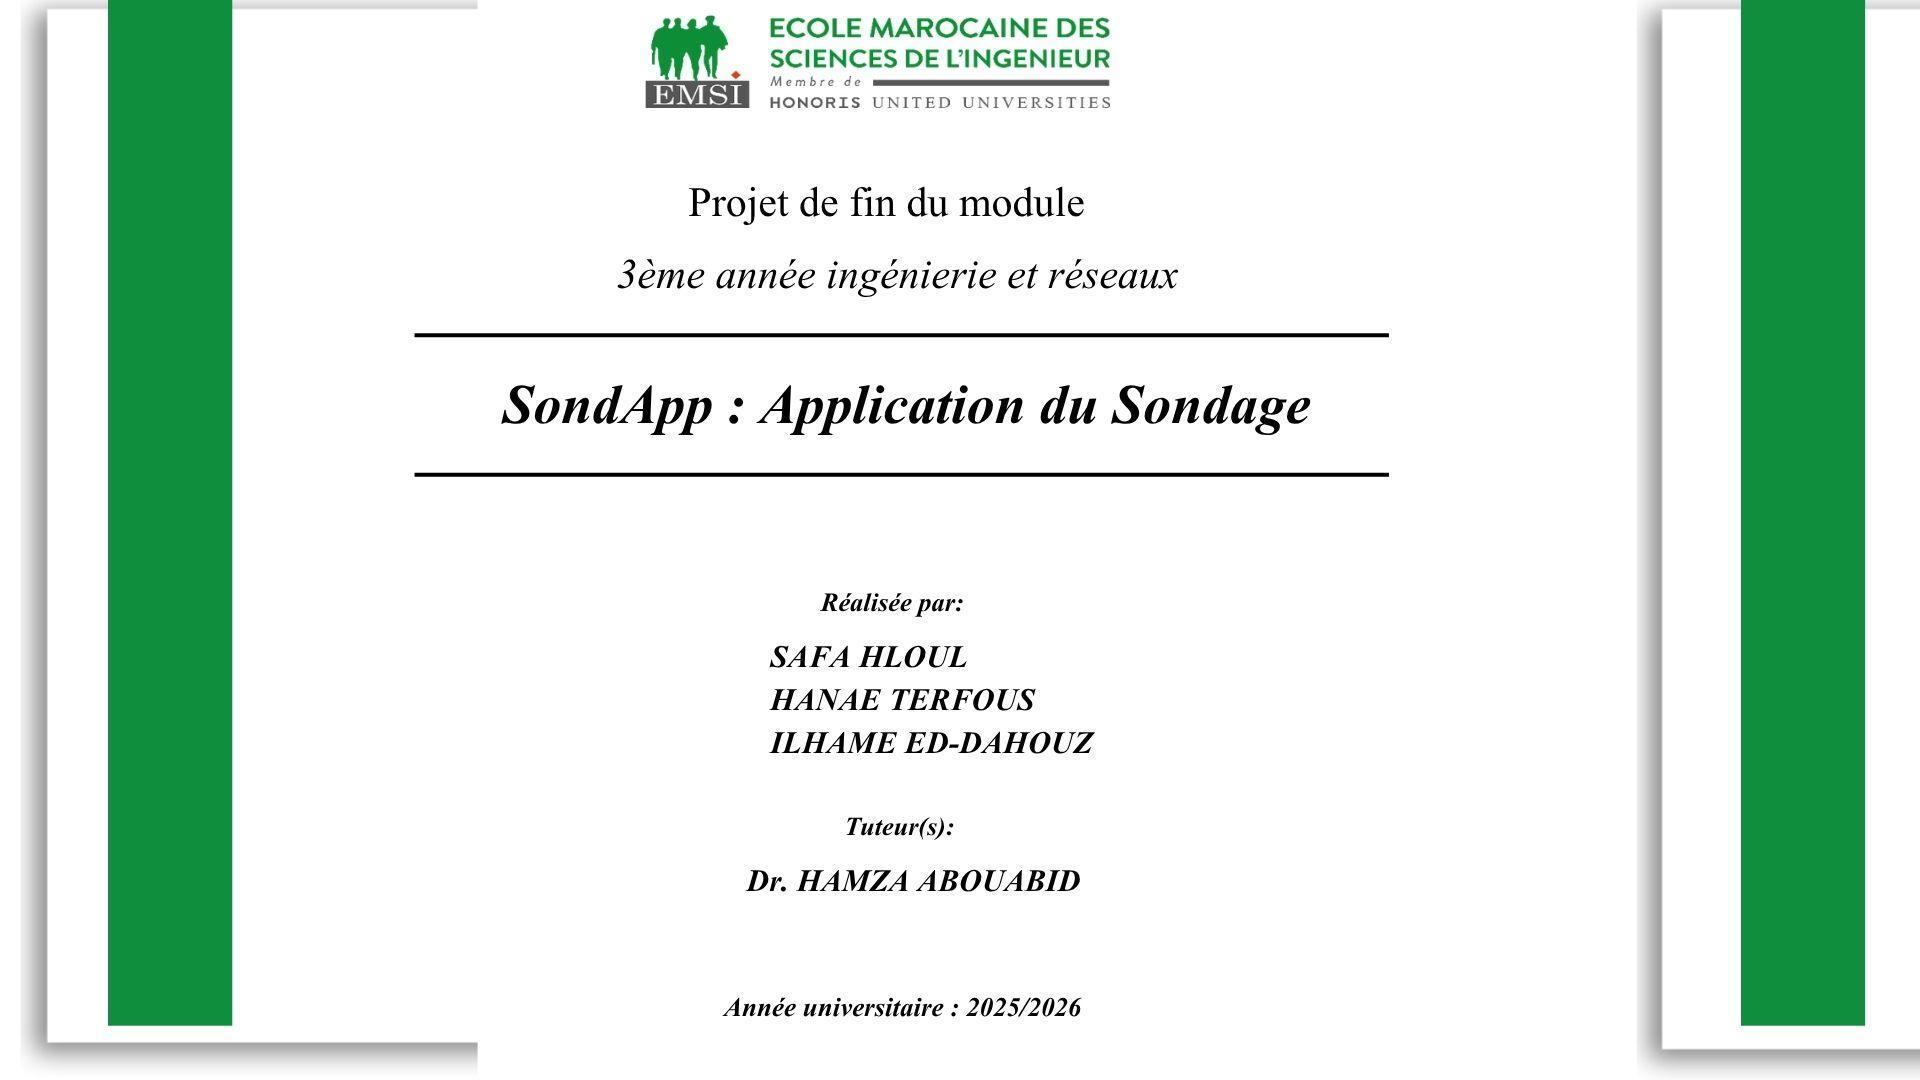 ECOLE MAROCAINE DES
SCIENCES DE L'INGENIEUR
Membre de
EMSI
HONORIS UNITED UNIVERSITIES
Projet de fin du module
3ème année ingénierie et réseaux
SondApp : Application du Sondage
Réalisée par:
SAFA HLOUL
HANAE TERFOUS
ILHAME ED-DAHOUZ
Tuteur(s):
Dr. HAMZA ABOUABID
Année universitaire : 2025/2026